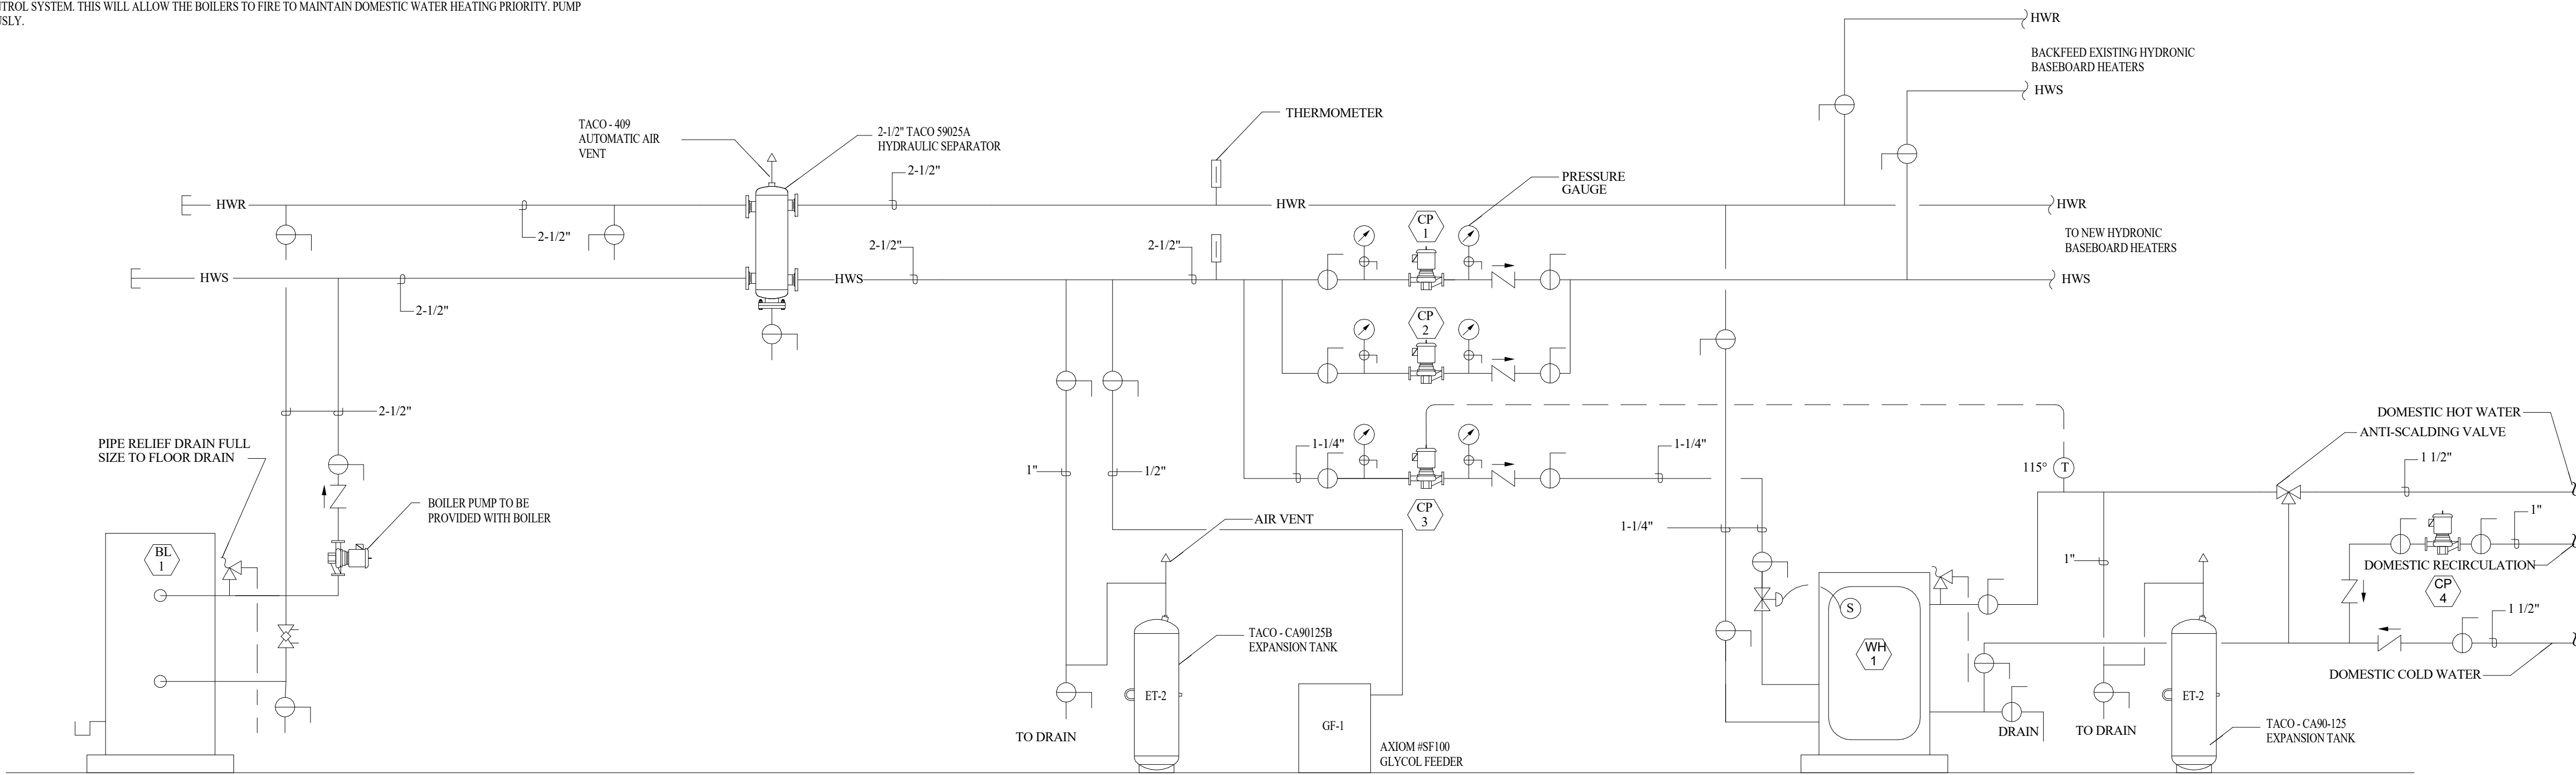 NTROL SYSTEM. THIS WILL ALLOW THE BOILERS TO FIRE TO MAINTAIN DOMESTIC WATER HEATING PRIORITY. PUMP
USLY.
HWR
BACKFEED EXISTING HYDRONIC
BASEBOARD HEATERS
HWS
TACO - 409
AUTOMATIC AIR
VENT
2-1/2" TACO 59025A
HYDRAULIC SEPARATOR
THERMOMETER
2-1/2"
PRESSURE
GAUGE
HWR
2-1/2"
HWR
HWR
TO NEW HYDRONIC
BASEBOARD HEATERS
CP
1
2-1/2"
2-1/2"
HWS
2-1/2"
HWS
HWS
CP
2
2-1/2"
PIPE RELIEF DRAIN FULL
SIZE TO FLOOR DRAIN
1"
1/2"
1-1/4"
1-1/4"
CP
3
115°
T
DOMESTIC HOT WATER
ANTI-SCALDING VALVE
1 1/2"
BOILER PUMP TO BE
PROVIDED WITH BOILER
AIR VENT
1-1/4"
1"
1"
DOMESTIC RECIRCULATION
CP
4
BL
1
S
1 1/2"
TACO - CA90125B
EXPANSION TANK
WH
1
DOMESTIC COLD WATER
ET-2
ET-2
GF-1
TO DRAIN
AXIOM #SF100
GLYCOL FEEDER
DRAIN
TO DRAIN
TACO - CA90-125
EXPANSION TANK